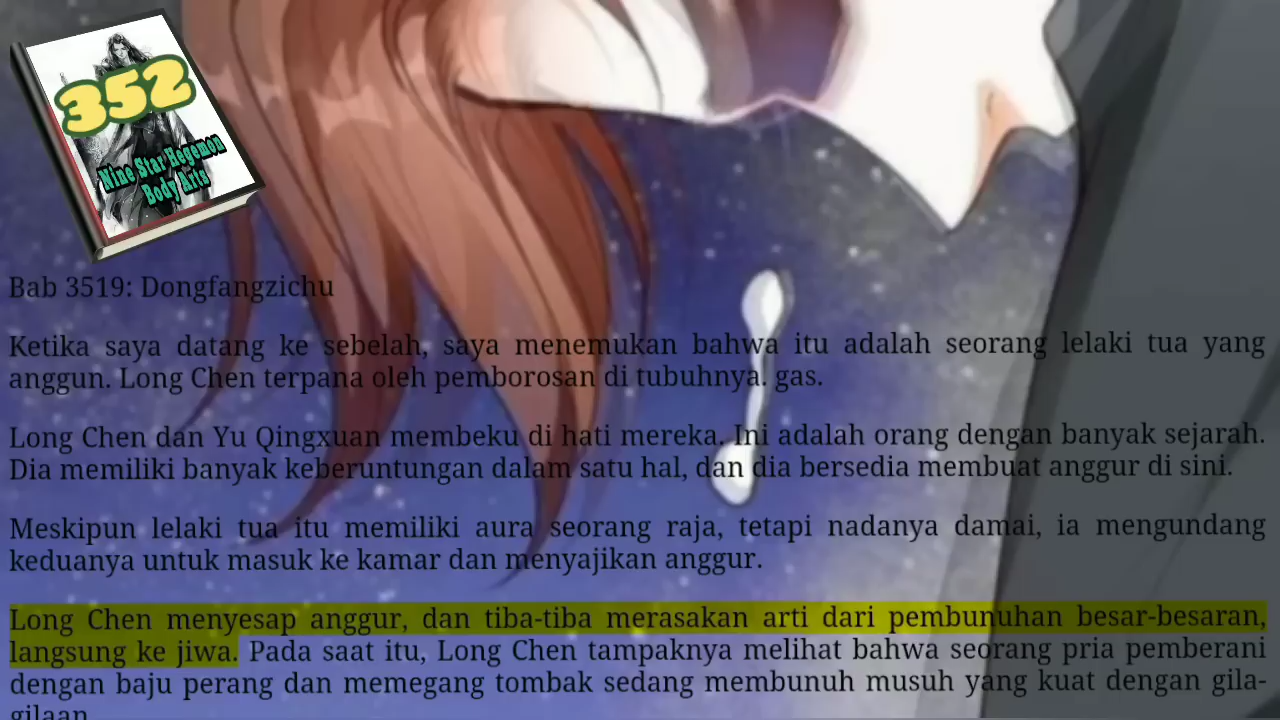 352
Nine Star Hegemon
Body Arts
Bab 3519: Dongfangzichu
Ketika saya datang ke sebelah, saya menemukan bahwa itu adalah seorang lelaki tua yang
anggun. Long Chen terpana oleh pemborosan di tubuhnya. gas.
Long Chen dan Yu Qingxuan membeku di hati mereka. Ini adalah orang dengan banyak sejarah.
Dia memiliki banyak keberuntungan dalam satu hal, dan dia bersedia membuat anggur di sini.
Meskipun lelaki tua itu memiliki aura seorang raja, tetapi nadanya damai, ia mengundang
keduanya untuk masuk ke kamar dan menyajikan anggur.
Long Chen menyesap anggur, dan tiba-tiba merasakan arti dari pembunuhan besar-besaran,
langsung ke jiwa. Pada saat itu, Long Chen tampaknya melihat bahwa seorang pria pemberani
dengan baju perang dan memegang tombak sedang membunuh musuh yang kuat dengan gila-
gilaan.